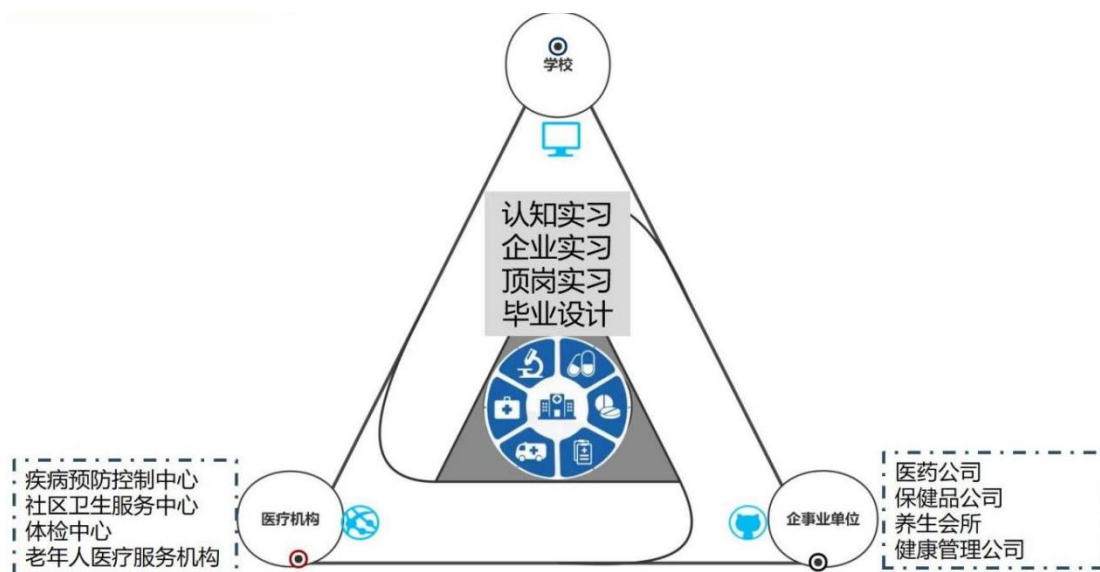 学校
认知实习
企业实习
顶岗实习
毕业设计
疾病预防控制中心
社区卫生服务中心
体检中心
老年人医疗服务机构
医疗机构
企事业单位
医药公司
保健品公司
养生会所
健康管理公司